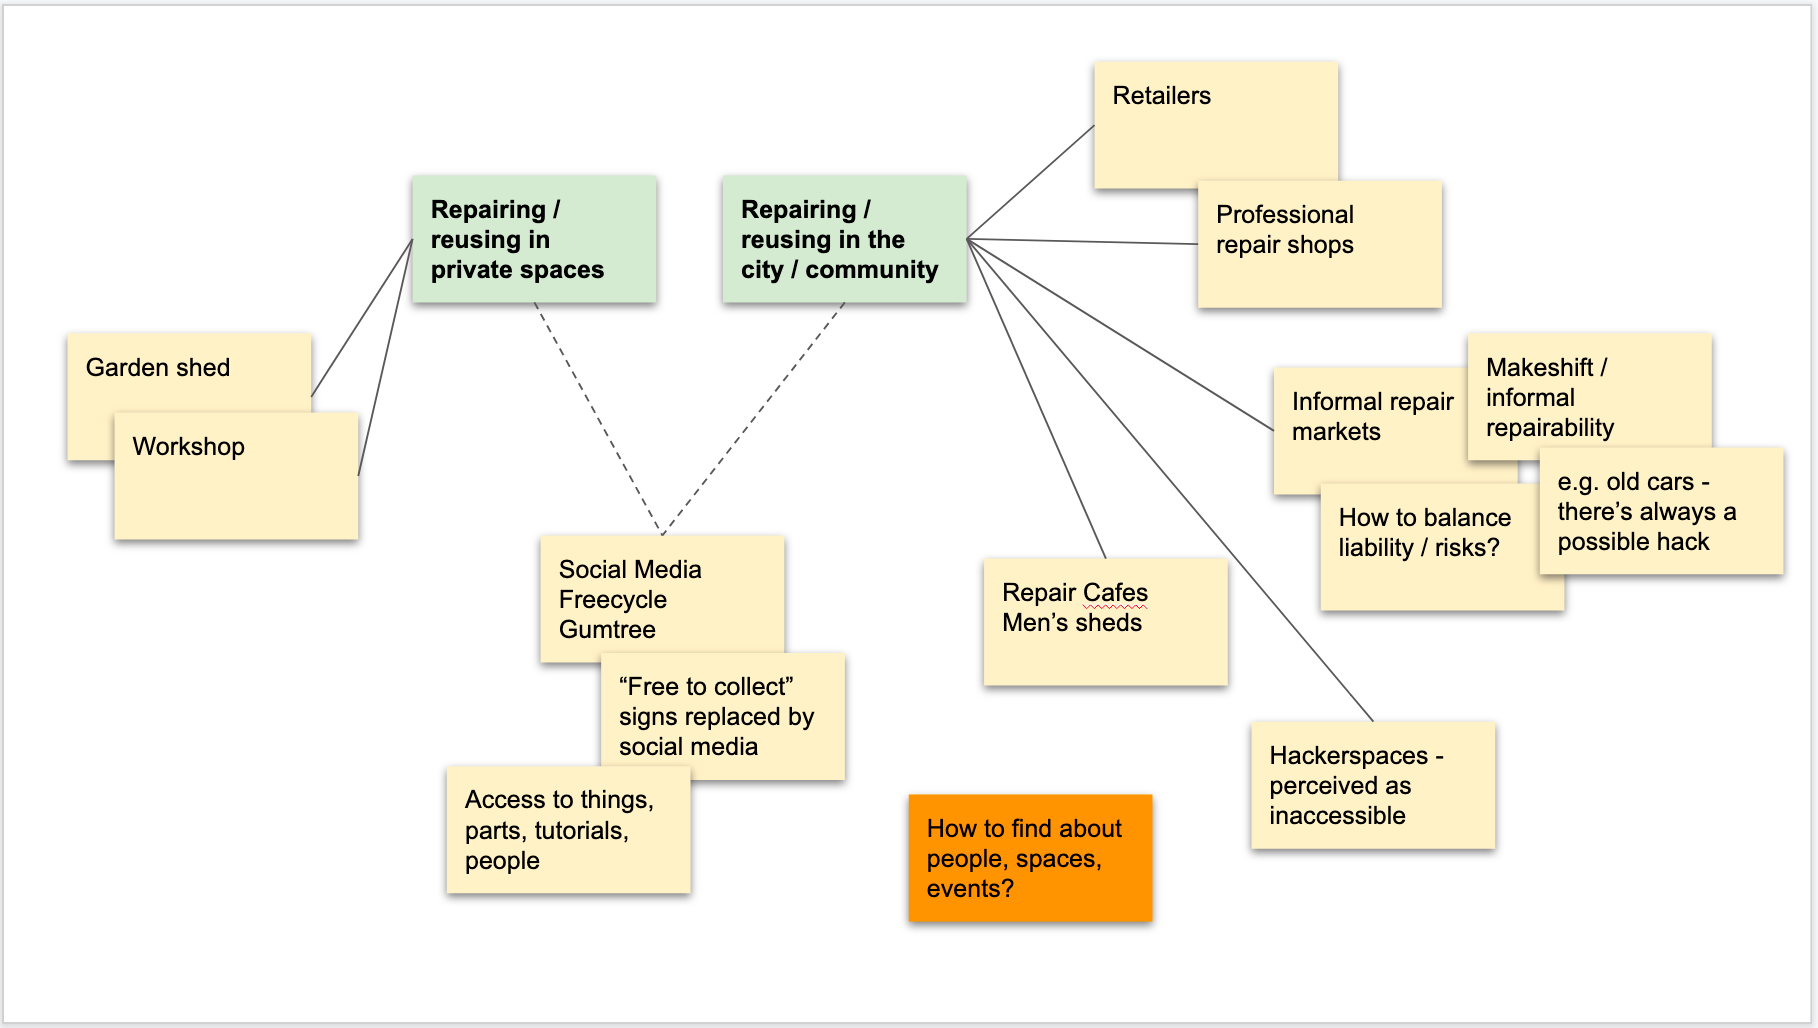 Retailers
Professional
repair shops
Repairing /
reusing in
private spaces
Repairing /
reusing in the
city / community
Garden shed
Workshop
Informal repair
markets
Makeshift /
informal
repairability
e.g. old cars -
there’s always a
possible hack
How to balance
liability / risks?
Social Media
Freecycle
Gumtree
“Free to collect”
signs replaced by
social media
Access to things,
parts, tutorials,
people
Repair Cafes
Men’s sheds
Hackerspaces -
perceived as
inaccessible
How to find about
people, spaces,
events?